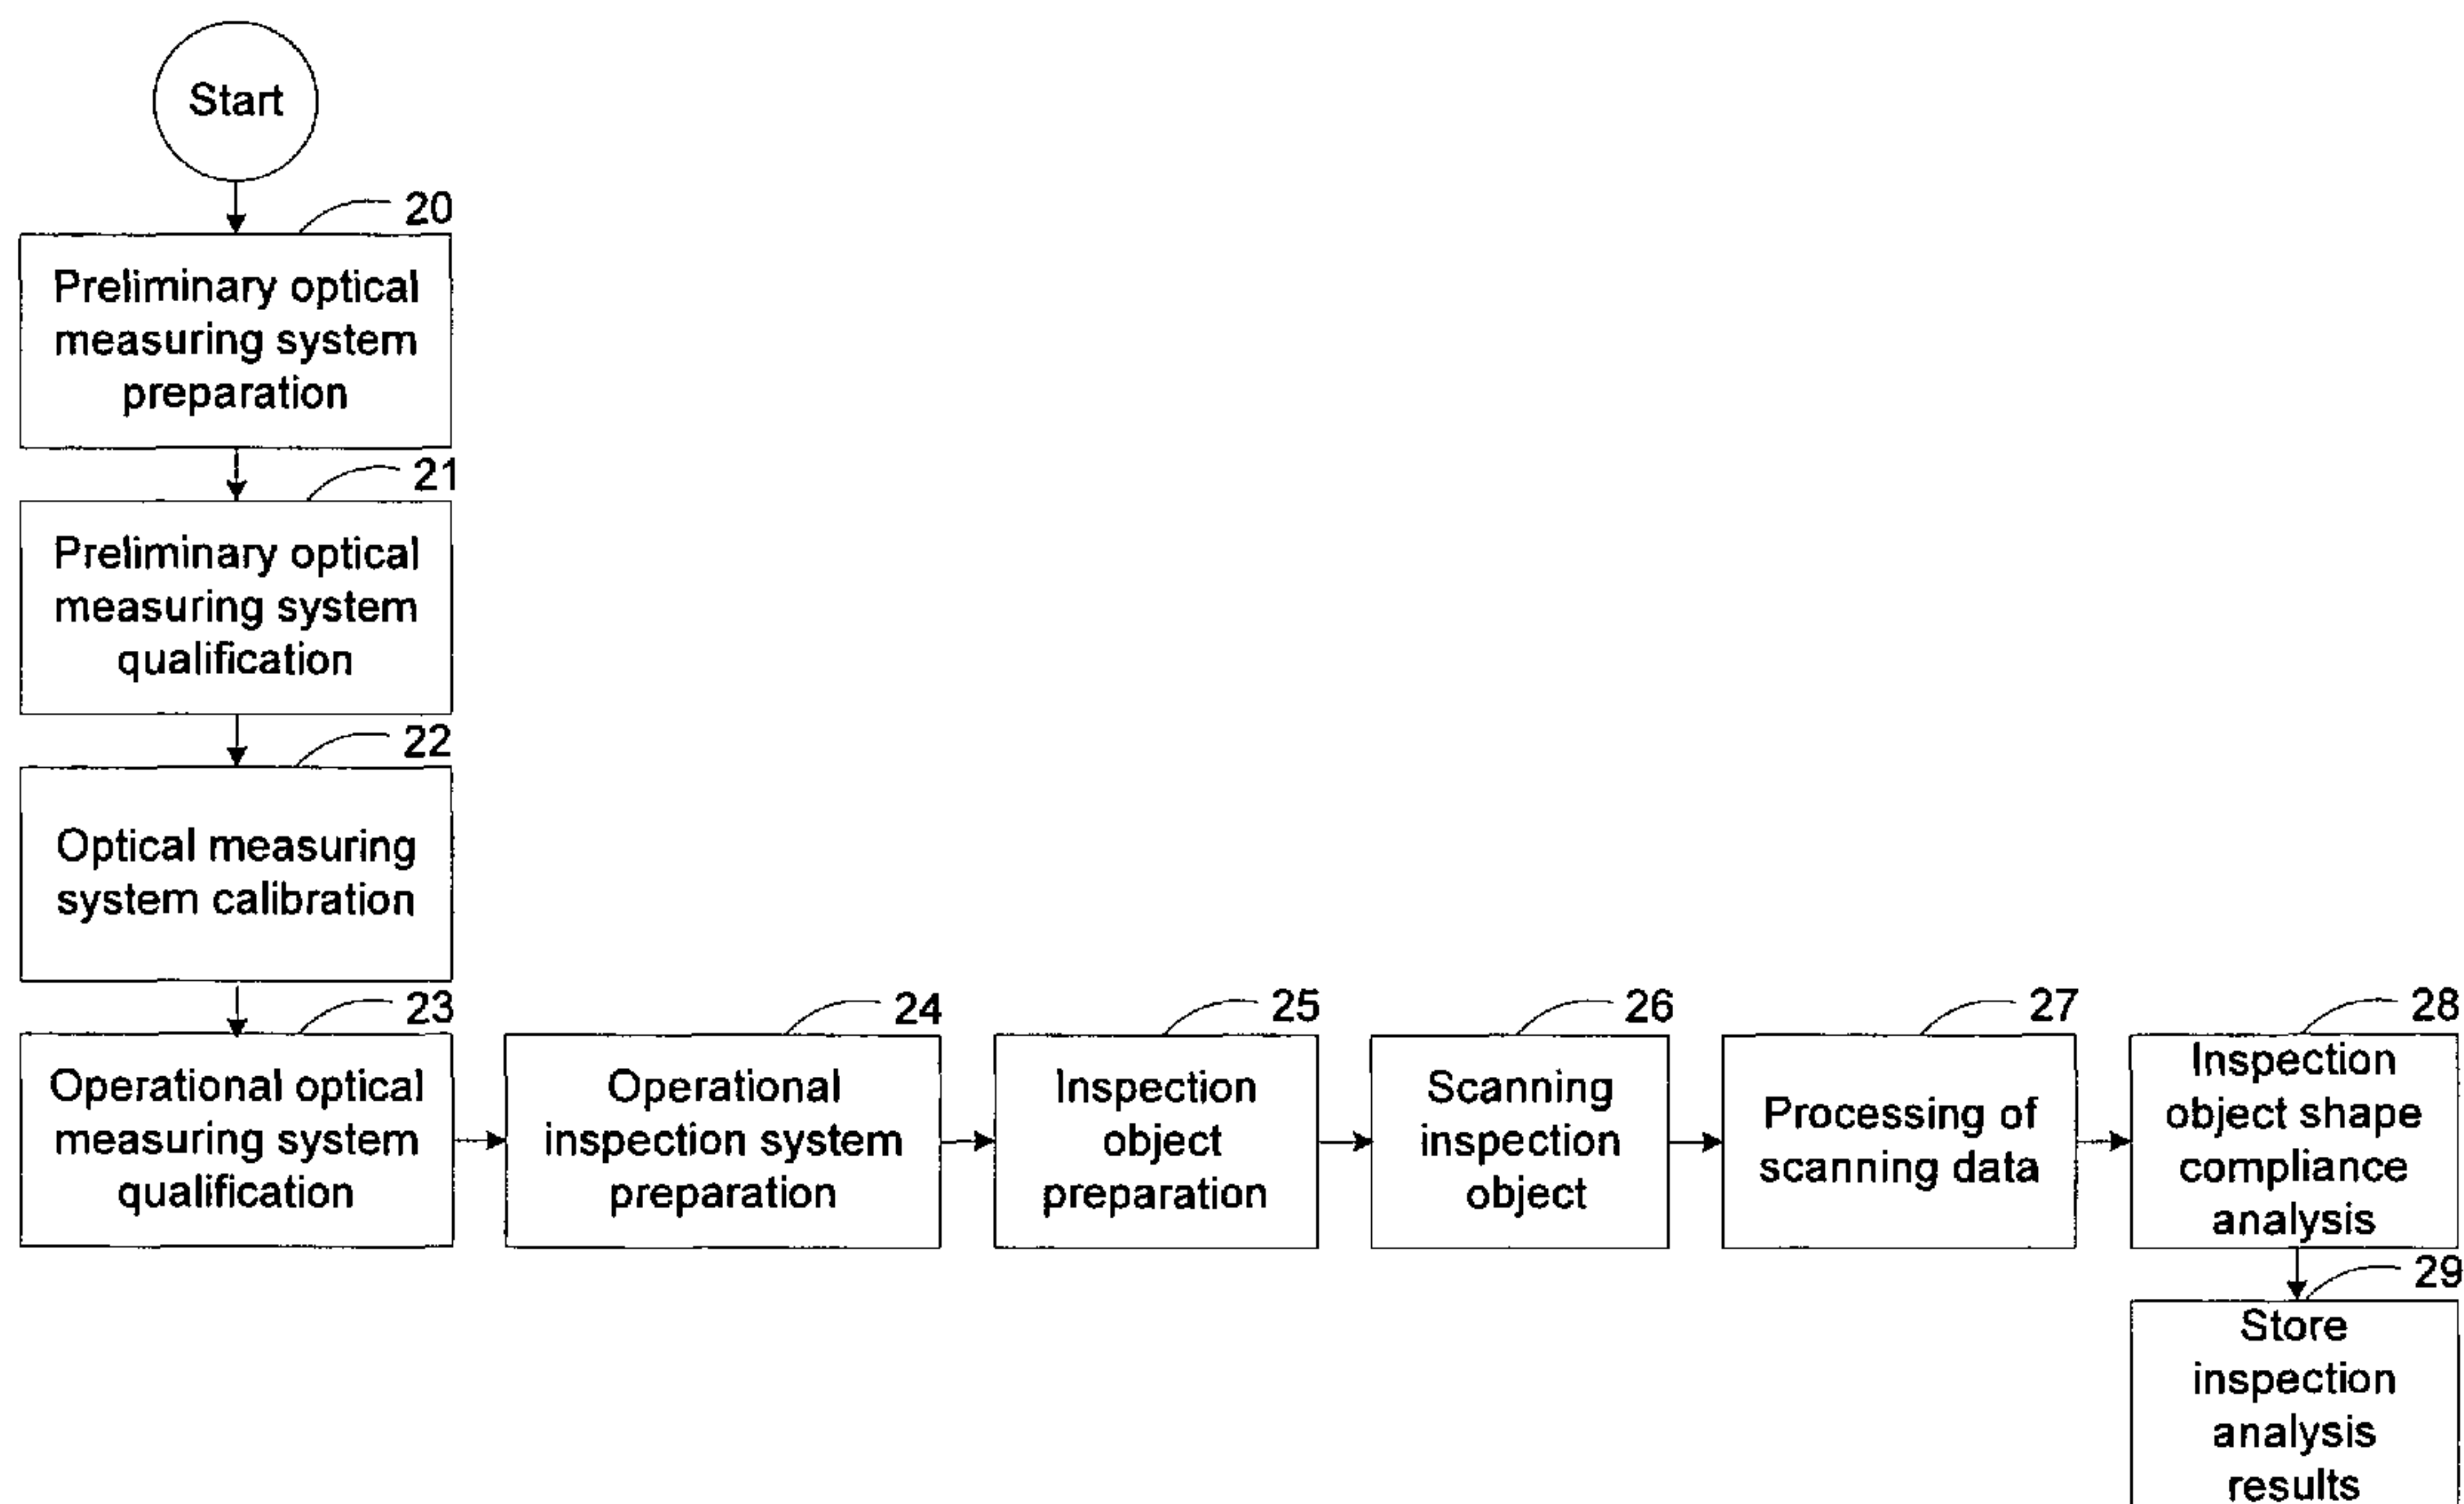 Start
20
Preliminary optical
measuring system
preparation
21
Preliminary optical
measuring system
qualification
22
Optical measuring
system calibration
23
Operational optical
measuring system
qualification
24
Operational
inspection system
preparation
25
Inspection
object
preparation
26
Scanning
inspection
object
27
Processing of
scanning data
28
Inspection
object shape
compliance
analysis
29
Store
inspection
analysis
results